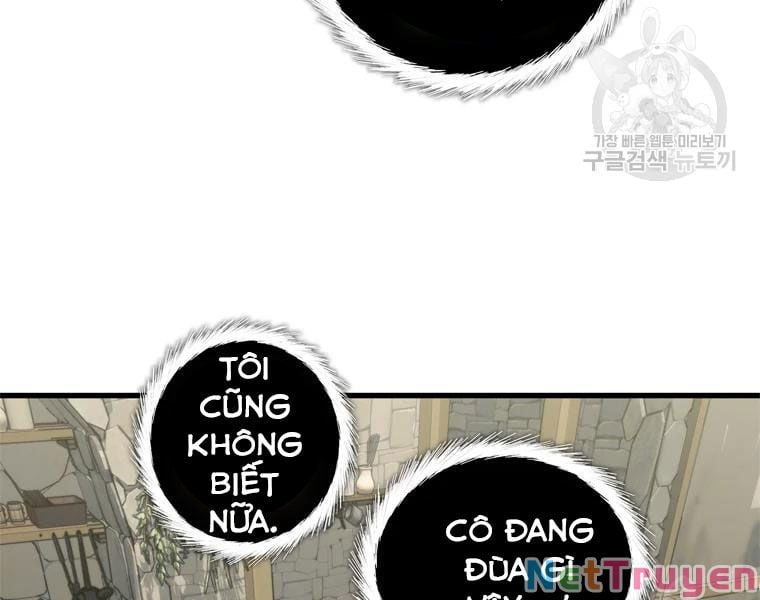 가장 빠른 웹툰 미리보기
구글검색 뉴토끼
TÔI
CŨNG
KHÔNG
BIẾT
NỮA.
CÔ ĐANG
ĐÙA GÌ
NetTruyen